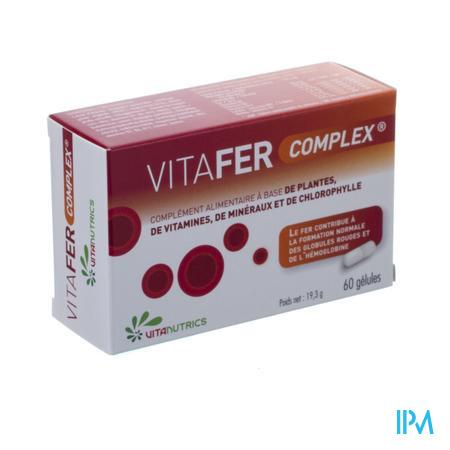 VITAFER COMPLEX®
COMPLÉMENT ALIMENTAIRE À BASE DE PLANTES,
DE VITAMINES, DE MINÉRAUX ET DE CHLOROPHYLLE
LE FER CONTRIBUE À
LA FORMATION NORMALE
DES GLOBULES ROUGES ET
DE L'HÉMOGLOBINE
60 gélules
Poids net : 19,3 g
VITANUTRICS
VITAFER COMPLEX®
VITANUTRICS
IPM